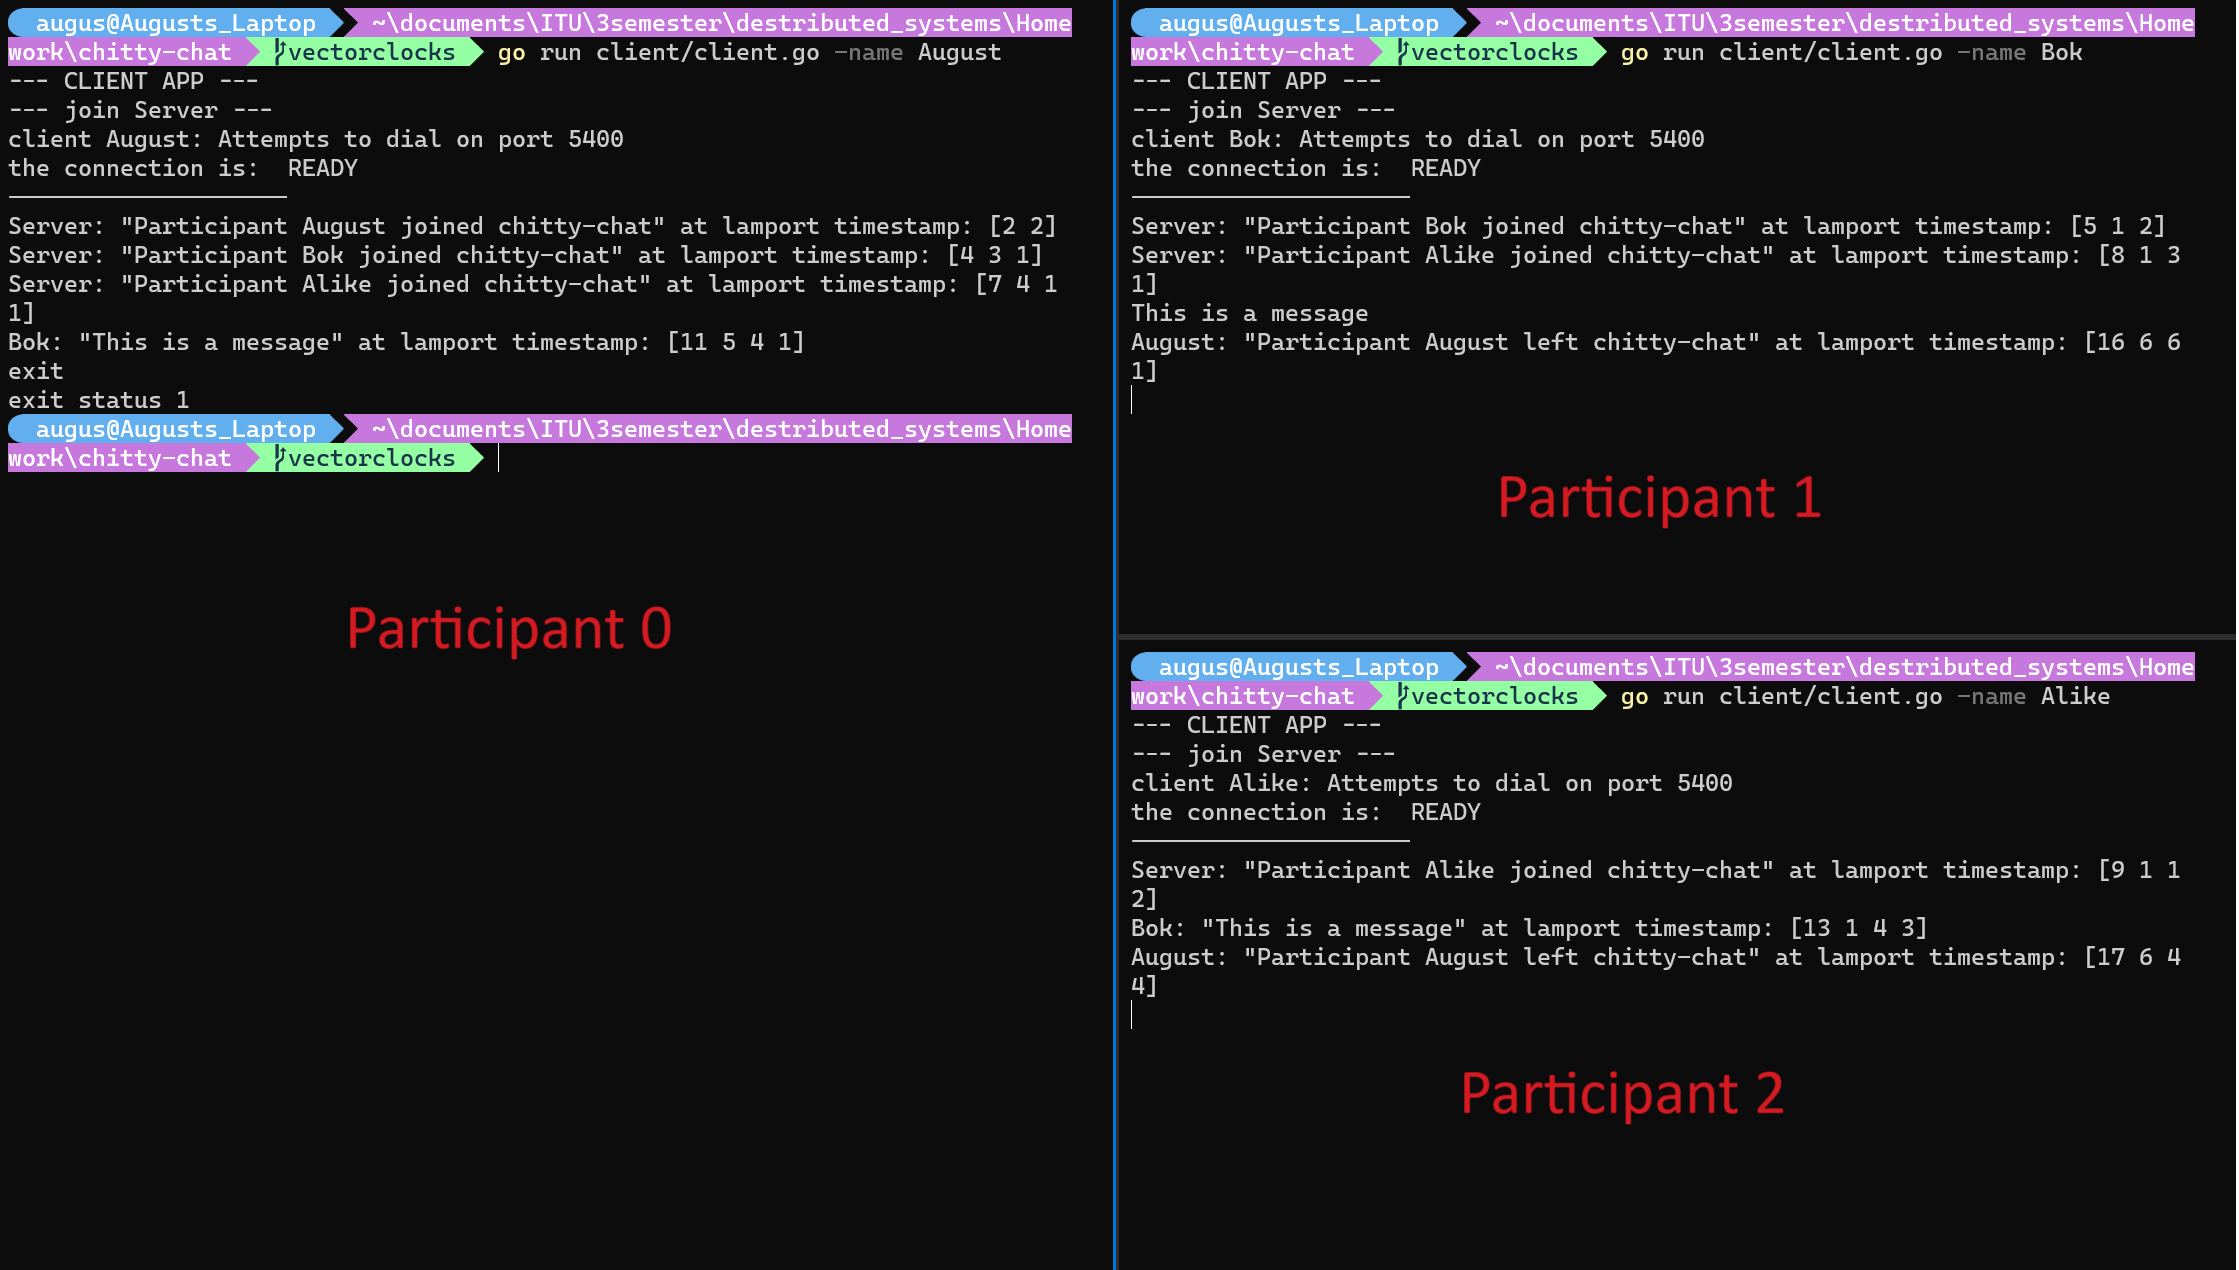 augus@Augusts_Laptop ~\documents\ITU\3semester\destributed_systems\Home
work\chitty-chat vectorclocks go run client/client.go -name August
--- CLIENT APP ---
--- join Server ---
client August: Attempts to dial on port 5400
the connection is:  READY
Server: "Participant August joined chitty-chat" at lamport timestamp: [2 2]
Server: "Participant Bok joined chitty-chat" at lamport timestamp: [4 3 1]
Server: "Participant Alike joined chitty-chat" at lamport timestamp: [7 4 1
1]
Bok: "This is a message" at lamport timestamp: [11 5 4 1]
exit
exit status 1
augus@Augusts_Laptop ~\documents\ITU\3semester\destributed_systems\Home
work\chitty-chat vectorclocks
Participant 0
augus@Augusts_Laptop ~\documents\ITU\3semester\destributed_systems\Home
work\chitty-chat vectorclocks go run client/client.go -name Bok
--- CLIENT APP ---
--- join Server ---
client Bok: Attempts to dial on port 5400
the connection is:  READY
Server: "Participant Bok joined chitty-chat" at lamport timestamp: [5 1 2]
Server: "Participant Alike joined chitty-chat" at lamport timestamp: [8 1 3
1]
This is a message
August: "Participant August left chitty-chat" at lamport timestamp: [16 6 6
1]
Participant 1
augus@Augusts_Laptop ~\documents\ITU\3semester\destributed_systems\Home
work\chitty-chat vectorclocks go run client/client.go -name Alike
--- CLIENT APP ---
--- join Server ---
client Alike: Attempts to dial on port 5400
the connection is:  READY
Server: "Participant Alike joined chitty-chat" at lamport timestamp: [9 1 1
2]
Bok: "This is a message" at lamport timestamp: [13 1 4 3]
August: "Participant August left chitty-chat" at lamport timestamp: [17 6 4
4]
Participant 2